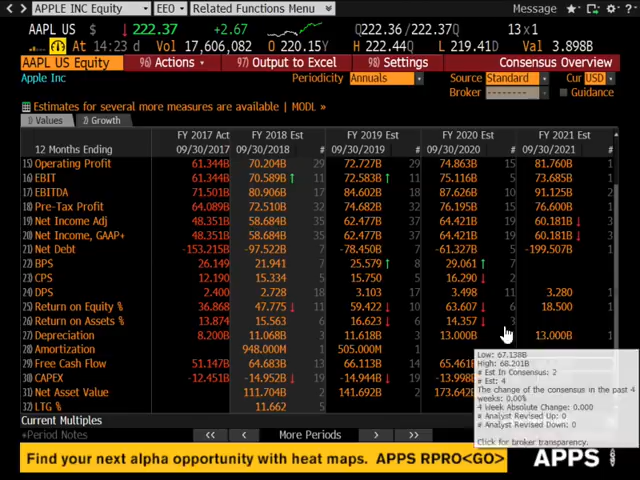 APPLE INC Equity EEO Related Functions Menu Message
AAPL US 222.37 +2.67 Q222.36 / 222.37Q 13 x 1
At 14:23 d Vol 17,606,082 O 220.15Y H 222.44Q L 219.41D Val 3.898B
AAPL US Equity 96) Actions 97) Output to Excel 98) Settings Consensus Overview
Apple Inc Periodicity Annuals Source Standard Cur USD
Broker -------- Guidance
Estimates for several more measures are available | MODL »
Values Growth
FY 2017 Act FY 2018 Est FY 2019 Est FY 2020 Est FY 2021 Est
12 Months Ending 09/30/2017 09/30/2018 # 09/30/2019 # 09/30/2020 # 09/30/2021 #
15) Operating Profit 61.344B 70.204B 29 72.727B 29 74.863B 15 81.760B 1
16) EBIT 61.344B 70.589B ↑ 11 72.583B ↑ 11 75.116B 5 73.685B 1
17) EBITDA 71.501B 80.906B 17 84.602B 18 87.626B 10 91.125B 2
18) Pre-Tax Profit 64.089B 72.510B 32 74.682B 32 76.195B 15 76.600B 1
19) Net Income Adj 48.351B 58.684B 35 62.477B 37 64.421B 19 60.181B ↓ 3
20) Net Income, GAAP+ 48.351B 58.684B 35 62.477B 37 64.421B 19 60.181B ↓ 3
21) Net Debt -153.215B -97.522B 7 -78.450B 8 -61.327B 5 -199.507B 1
22) BPS 26.149 21.941 7 25.579 ↑ 8 29.061 ↑ 7
23) CPS 12.190 15.334 5 15.750 5 16.290 ↓ 2
24) DPS 2.400 2.728 18 3.103 17 3.498 11 3.280 1
25) Return on Equity % 36.868 47.775 ↓ 11 59.422 ↓ 10 63.607 ↓ 6 18.500 1
26) Return on Assets % 13.874 15.563 6 16.623 ↓ 6 14.357 ↓ 3
27) Depreciation 8.200B 11.068B 3 11.618B 3 13.000B 13.000B 1
28) Amortization 948.000M 1 505.000M 1
29) Free Cash Flow 51.147B 64.683B 13 66.113B 14 65.461
30) CAPEX -12.451B -14.952B ↓ 19 -14.944B ↓ 19 -13.998
31) Net Asset Value 111.704B 2 141.692B 2 173.642
32) LTG % 11.662 5
Low: 67.138B
High: 68.201B
# Est In Consensus: 2
# Est: 4
The change of the consensus in the past 4
weeks: 0.00%
4 Week Absolute Change: 0.000
# Analyst Revised Up: 0
# Analyst Revised Down: 0
Click for broker transparency.
Current Multiples
+Period Notes << < More Periods > >>
Find your next alpha opportunity with heat maps. APPS RPRO<GO> APPS